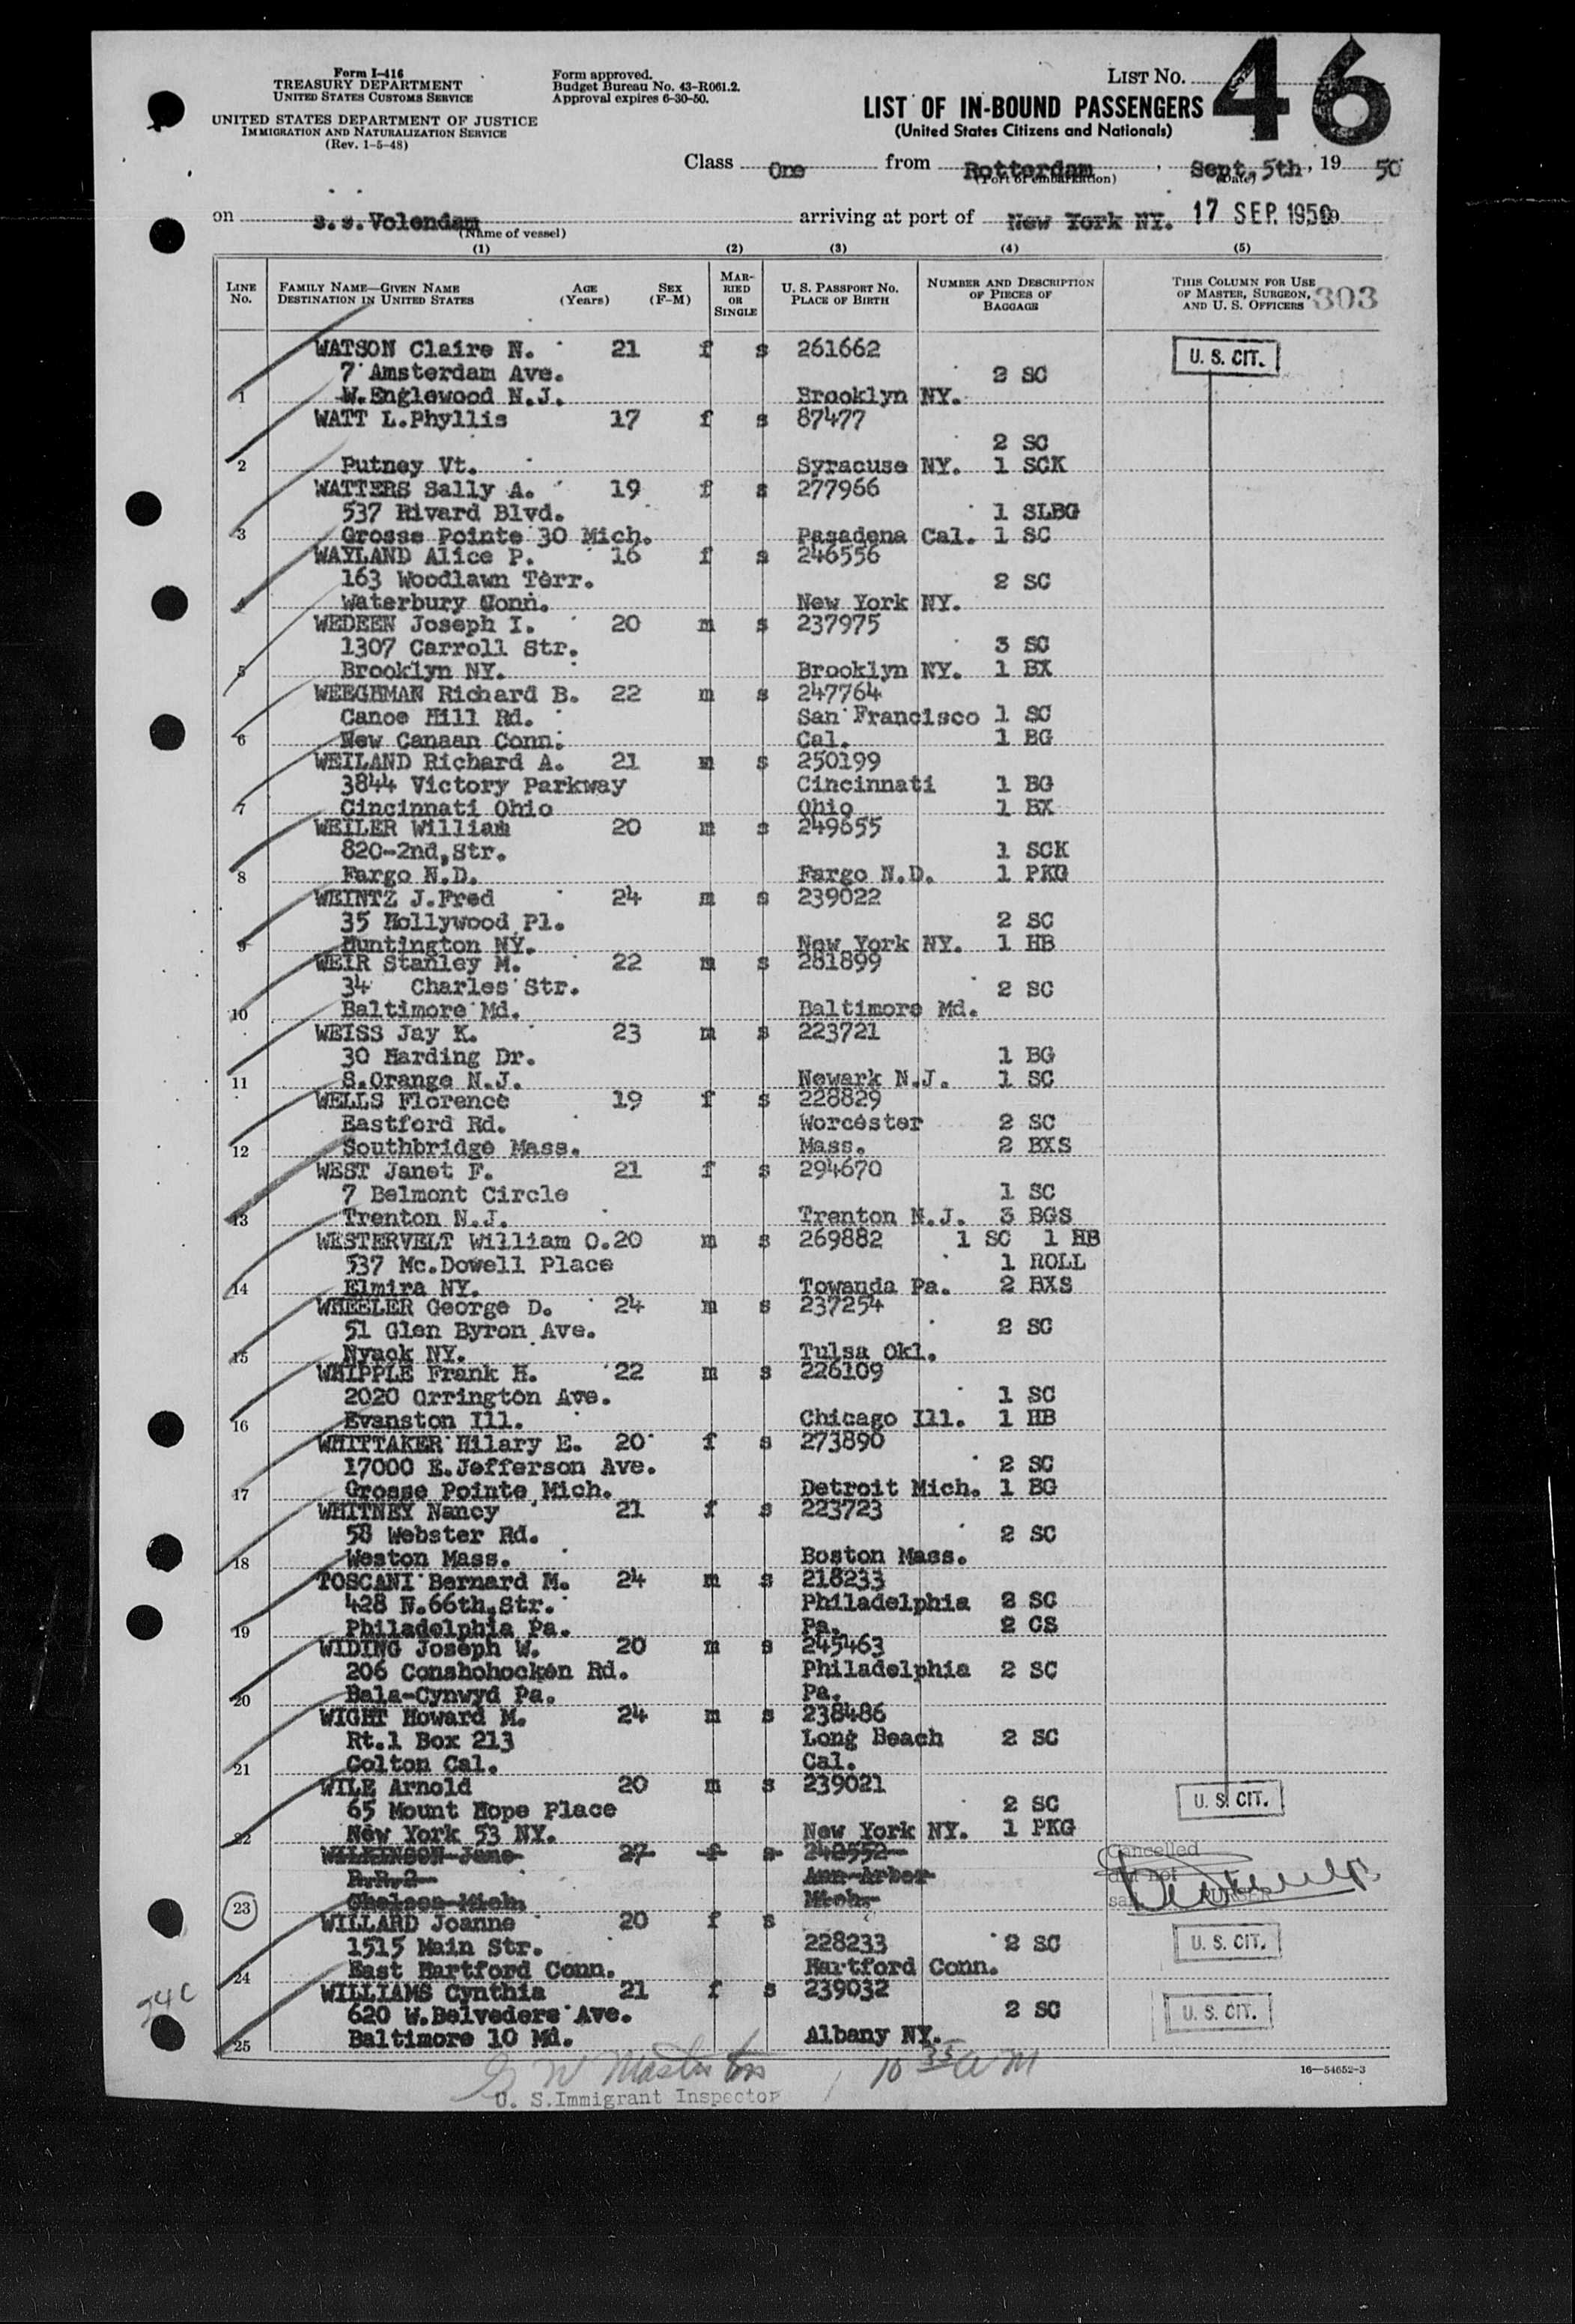 Form I-416
TREASURY DEPARTMENT
UNITED STATES CUSTOMS SERVICE
UNITED STATES DEPARTMENT OF JUSTICE
IMMIGRATION AND NATURALIZATION SERVICE
(Rev. 1-5-48)
Form approved.
Budget Bureau No. 43-R061.2.
Approval expires 6-30-50.
LIST NO. 46
LIST OF IN-BOUND PASSENGERS
(United States Citizens and Nationals)
Class One from Rotterdam, Sept. 5th, 19 50
(Port of embarkation) (Date)
on s.s.Volendam arriving at port of New York NY. 17 SEP. 1950 19
(Name of vessel)
(1) (2) (3) (4) (5)
LINE No. FAMILY NAME—GIVEN NAME DESTINATION IN UNITED STATES AGE (Years) SEX (F-M) MARRIED OR SINGLE U. S. PASSPORT NO. PLACE OF BIRTH NUMBER AND DESCRIPTION OF PIECES OF BAGGAGE THIS COLUMN FOR USE OF MASTER, SURGEON, AND U. S. OFFICERS 303
WATSON Claire N. 21 f s 261662 U. S. CIT.
7 Amsterdam Ave. 2 SC
1 W.Englewood N.J. Brooklyn NY.
WATT L.Phyllis 17 f s 87477
2 SC
2 Putney Vt. Syracuse NY. 1 SCK
WATTERS Sally A. 19 f s 277966
537 Rivard Blvd. 1 SLBG
3 Grosse Pointe 30 Mich. Pasadena Cal. 1 SC
WAYLAND Alice P. 16 f s 246556
163 Woodlawn Terr. 2 SC
4 Waterbury Conn. New York NY.
WEDEEN Joseph I. 20 m s 237975
1307 Carroll Str. 3 SC
5 Brooklyn NY. Brooklyn NY. 1 BX
WEEGHMAN Richard B. 22 m s 247764
Canoe Hill Rd. San Francisco 1 SC
6 New Canaan Conn. Cal. 1 BG
WEILAND Richard A. 21 m s 250199
3844 Victory Parkway Cincinnati 1 BG
7 Cincinnati Ohio Ohio 1 BX
WEILER William 20 m s 249655
820-2nd,Str. 1 SCK
8 Fargo N.D. Fargo N.D. 1 PKG
WEINTZ J.Fred 24 m s 239022
35 Hollywood Pl. 2 SC
9 Huntington NY. New York NY. 1 HB
WEIR Stanley M. 22 m s 281899
34 Charles Str. 2 SC
10 Baltimore Md. Baltimore Md.
WEISS Jay K. 23 m s 223721
30 Harding Dr. 1 BG
11 S.Orange N.J. Newark N.J. 1 SC
WELLS Florence 19 f s 228829
Eastford Rd. Worcester 2 SC
12 Southbridge Mass. Mass. 2 BXS
WEST Janet F. 21 f s 294670
7 Belmont Circle 1 SC
13 Trenton N.J. Trenton N.J. 3 BGS
WESTERVELT William O. 20 m s 269882 1 SC 1 HB
537 Mc.Dowell Place 1 ROLL
14 Elmira NY. Towanda Pa. 2 BXS
WHEELER George D. 24 m s 237254
51 Glen Byron Ave. 2 SC
15 Nyack NY. Tulsa Okl.
WHIPPLE Frank H. 22 m s 226109
2020 Orrington Ave. 1 SC
16 Evanston Ill. Chicago Ill. 1 HB
WHITTAKER Hilary E. 20 f s 273890
17000 E.Jefferson Ave. 2 SC
17 Grosse Pointe Mich. Detroit Mich. 1 BG
WHITNEY Nancy 21 f s 223723
58 Webster Rd. 2 SC
18 Weston Mass. Boston Mass.
TOSCANI Bernard M. 24 m s 218233
428 N.66th,Str. Philadelphia 2 SC
19 Philadelphia Pa. Pa. 2 CS
WIDING Joseph W. 20 m s 245463
206 Conshohocken Rd. Philadelphia 2 SC
20 Bala-Cynwyd Pa. Pa.
WIGHT Howard M. 24 m s 238486
Rt.1 Box 213 Long Beach 2 SC
21 Colton Cal. Cal.
WILE Arnold 20 m s 239021 U. S. CIT.
65 Mount Hope Place 2 SC
22 New York 53 NY. New York NY. 1 PKG
WILKINSON Jane 27 f s 242552 Cancelled
R.R.2 Ann Arbor did not
23 Chelsea Mich Mich. PURSER
WILLARD Joanne 20 f s
1515 Main Str. 228233 2 SC U. S. CIT.
24 East Hartford Conn. Hartford Conn.
WILLIAMS Cynthia 21 f s 239032
620 W.Belvedere Ave. 2 SC U. S. CIT.
25 Baltimore 10 Md. Albany NY.
10 35 AM
16—54652-3
U. S.Immigrant Inspector